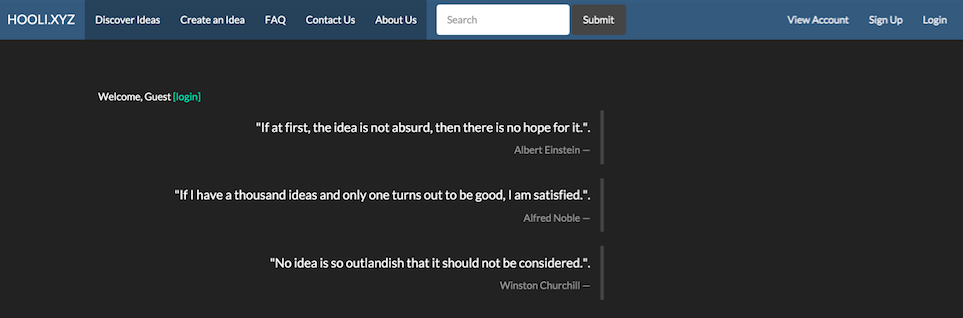 HOOLI.XYZ Discover Ideas Create an Idea FAQ Contact Us About Us Search Submit View Account Sign Up Login
Welcome, Guest [login]
"If at first, the idea is not absurd, then there is no hope for it.".
Albert Einstein —
"If I have a thousand ideas and only one turns out to be good, I am satisfied.".
Alfred Noble —
"No idea is so outlandish that it should not be considered.".
Winston Churchill —